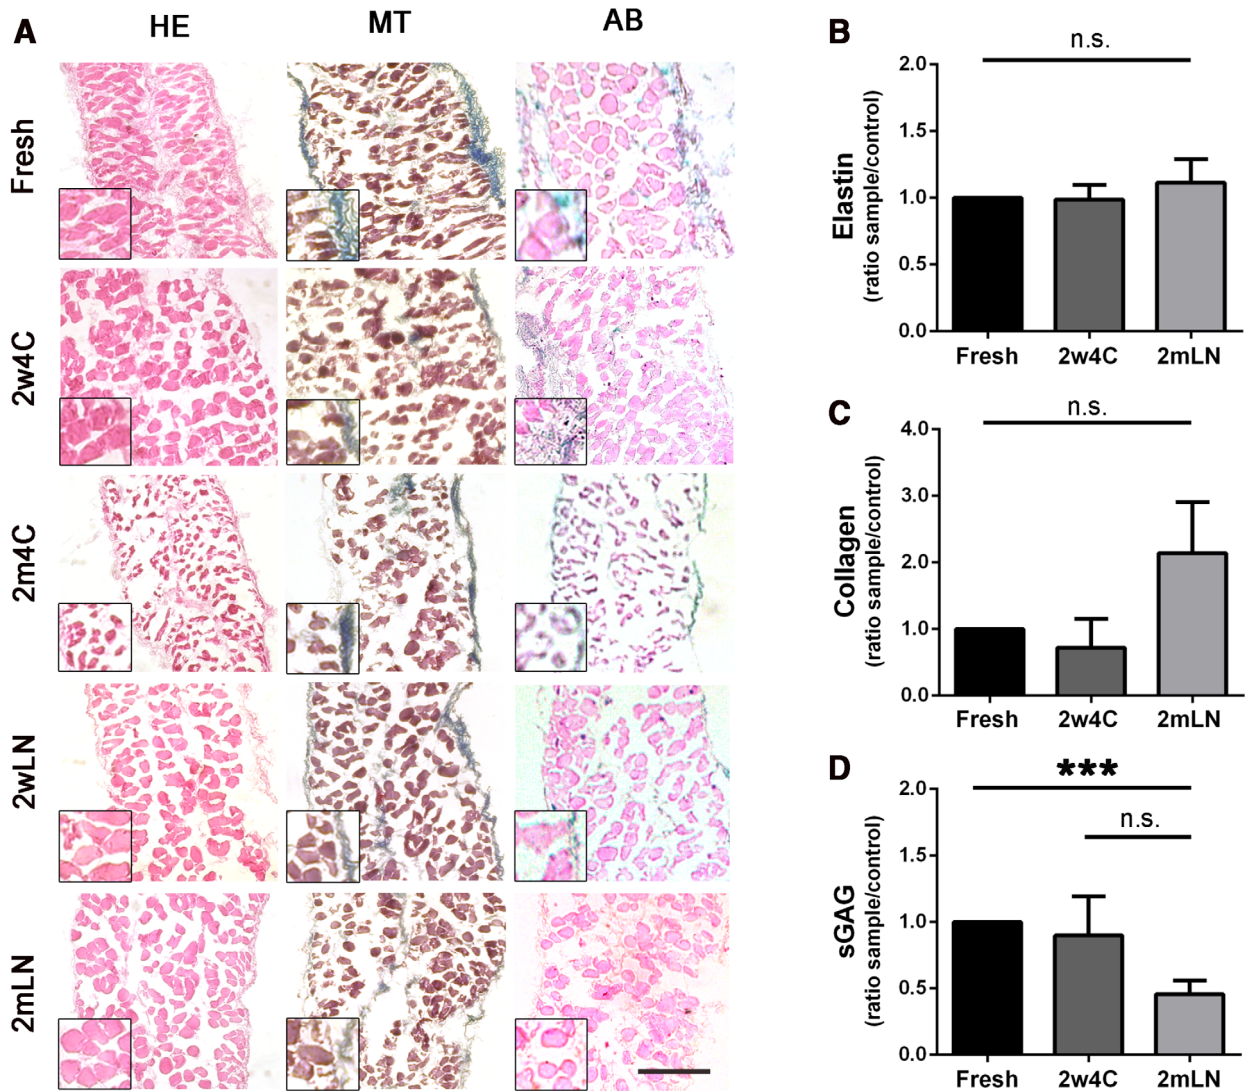 A
HE
MT
AB
Fresh
2w4C
2m4C
2wLN
2mLN
B
n.s.
Elastin
(ratio sample/control)
2.0
1.5
1.0
0.5
0.0
Fresh
2w4C
2mLN
C
n.s.
Collagen
(ratio sample/control)
4.0
3.0
2.0
1.0
0.0
Fresh
2w4C
2mLN
D
***
n.s.
sGAG
(ratio sample/control)
2.0
1.5
1.0
0.5
0.0
Fresh
2w4C
2mLN